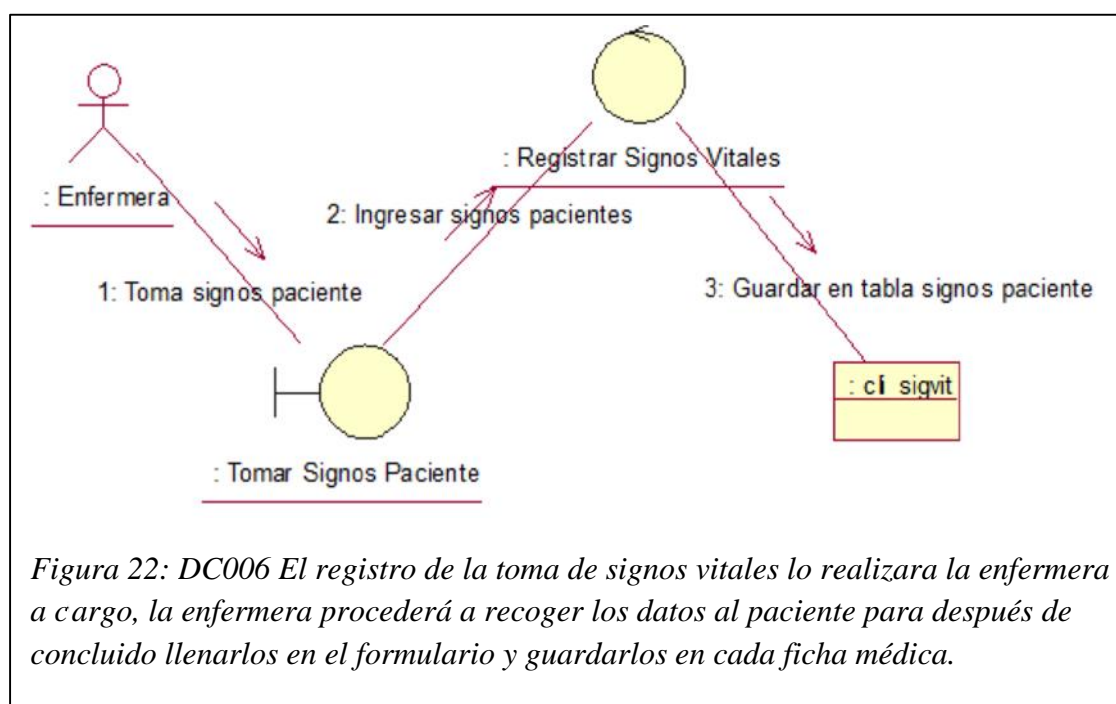 : Enfermera
: Registrar Signos Vitales
2: Ingresar signos pacientes
1: Toma signos paciente
3: Guardar en tabla signos paciente
: sigvit
: Tomar Signos Paciente
Figura 22: DC006 El registro de la toma de signos vitales lo realizara la enfermera
a cargo, la enfermera procederá a recoger los datos al paciente para después de
concluido llenarlos en el formulario y guardarlos en cada ficha médica.